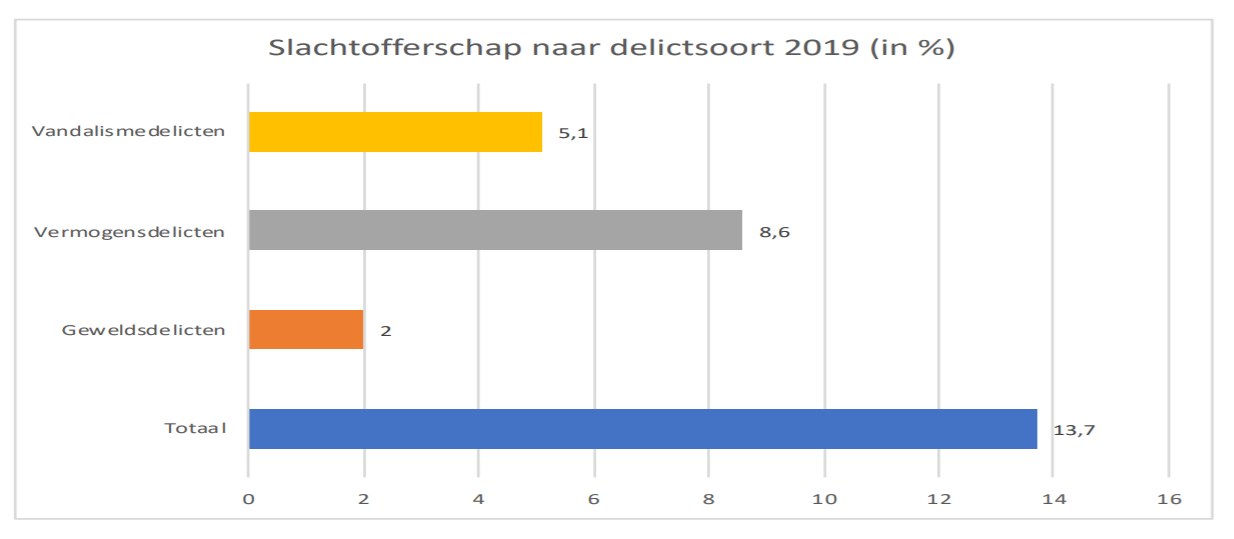 Slachtofferschap naar delictsoort 2019 (in %)
Vandalismedelicten 5,1
Vermogensdelicten 8,6
Geweldsdelicten 2
Totaal 13,7
0 2 4 6 8 10 12 14 16